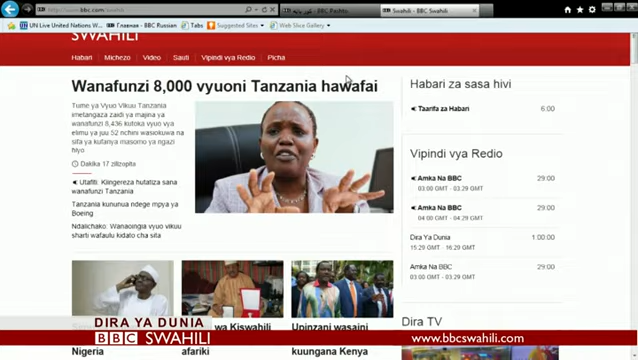 BBC Pashto
Swahili - BBC Swahili
UN Live United Nations W...
Главная - BBC Russian
Tabs
Suggested Sites
Web Slice Gallery
SWAHILI
Habari Michezo Video Sauti Vipindi vya Redio Picha
Wanafunzi 8,000 vyuoni Tanzania hawafai
Tume ya Vyuo Vikuu Tanzania
imetangaza zaidi ya majina ya
wanafunzi 8,436 kutoka vyuo vya
elimu ya juu 52 nchini wasiokuwa na
sifa ya kufanya masomo ya ngazi
hiyo
Dakika 17 zilizopita
Utafiti: Klingereza hutatiza sana
wanafunzi Tanzania
Tanzania kununua ndege mpya ya
Boeing
Ndalichako: Wanaoingia vyuo vikuu
sharti wafaulu kidato cha sita
Habari za sasa hivi
Taarifa za Habari 6.00
Vipindi vya Redio
Amka Na BBC 29:00
03:00 GMT - 03:29 GMT
Amka Na BBC 29:00
04:00 GMT - 04:29 GMT
Dira Ya Dunia 1:00:00
15:29 GMT - 16:29 GMT
Amka Na BBC 29:00
03:00 GMT - 03:29 GMT
Dira TV
wa Kiswahili
Upinzani wasaini
Nigeria
afariki
kuungana Kenya
DIRA YA DUNIA
BBC SWAHILI
www.bbcswahili.com